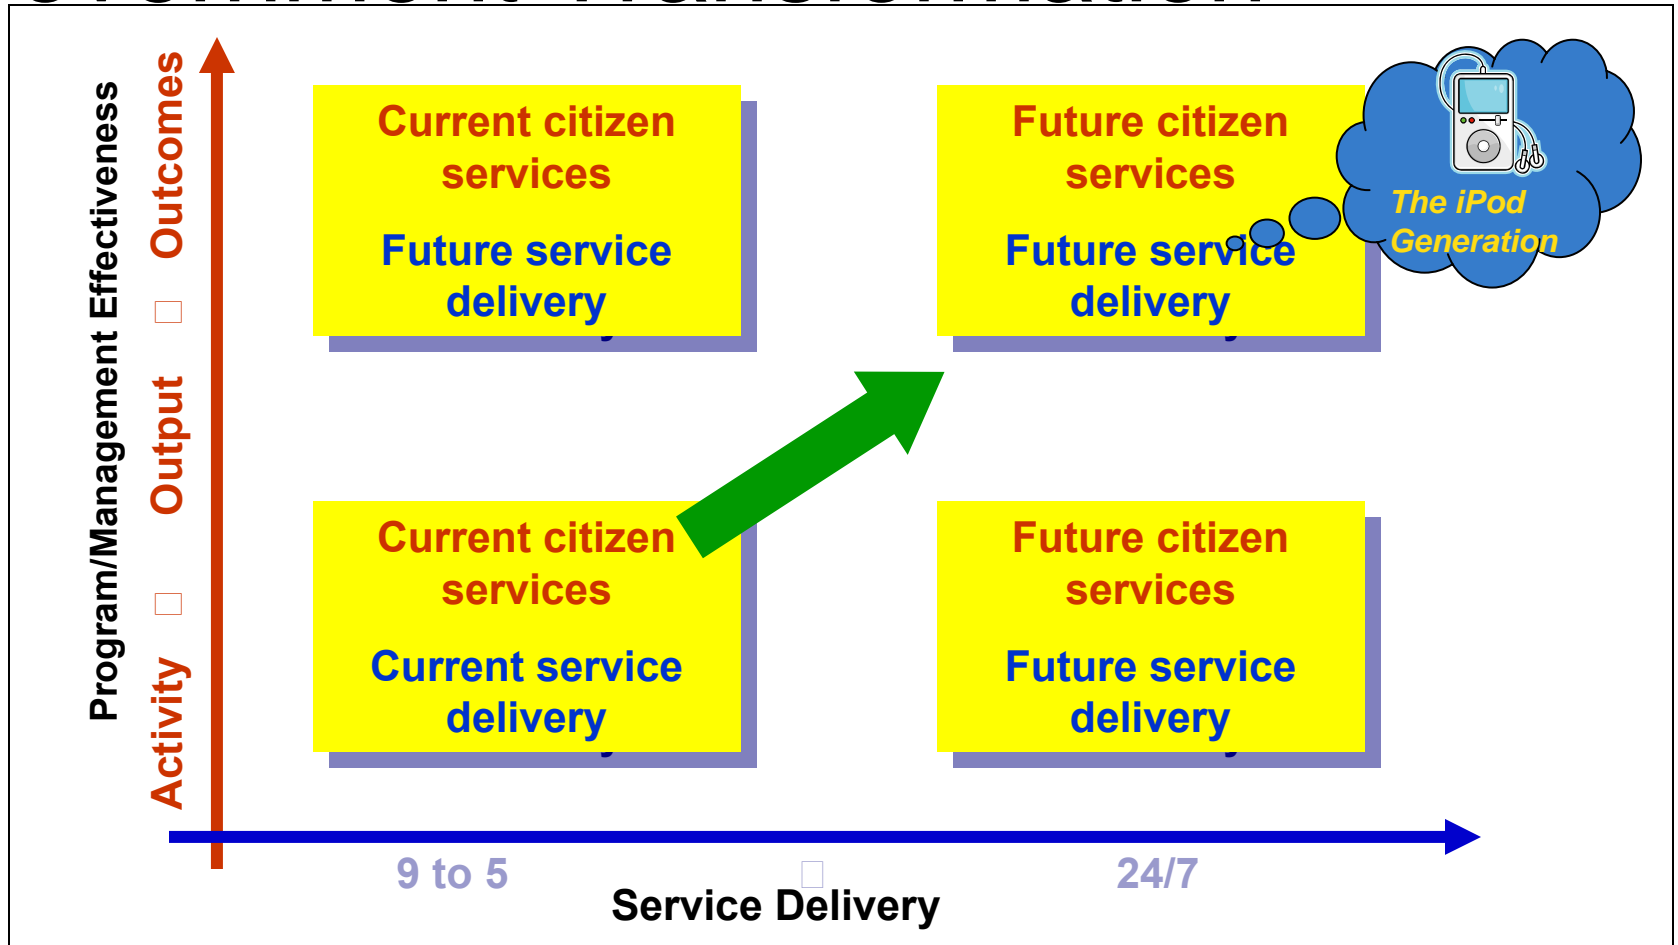 Transformation
Current citizen
services
Future service
delivery
Future citizen
services
Future service
delivery
The iPod
Generation
Current citizen
services
Current service
delivery
Future citizen
services
Future service
delivery
Program/Management Effectiveness
Activity □ Output □ Outcomes
9 to 5 □ 24/7
Service Delivery